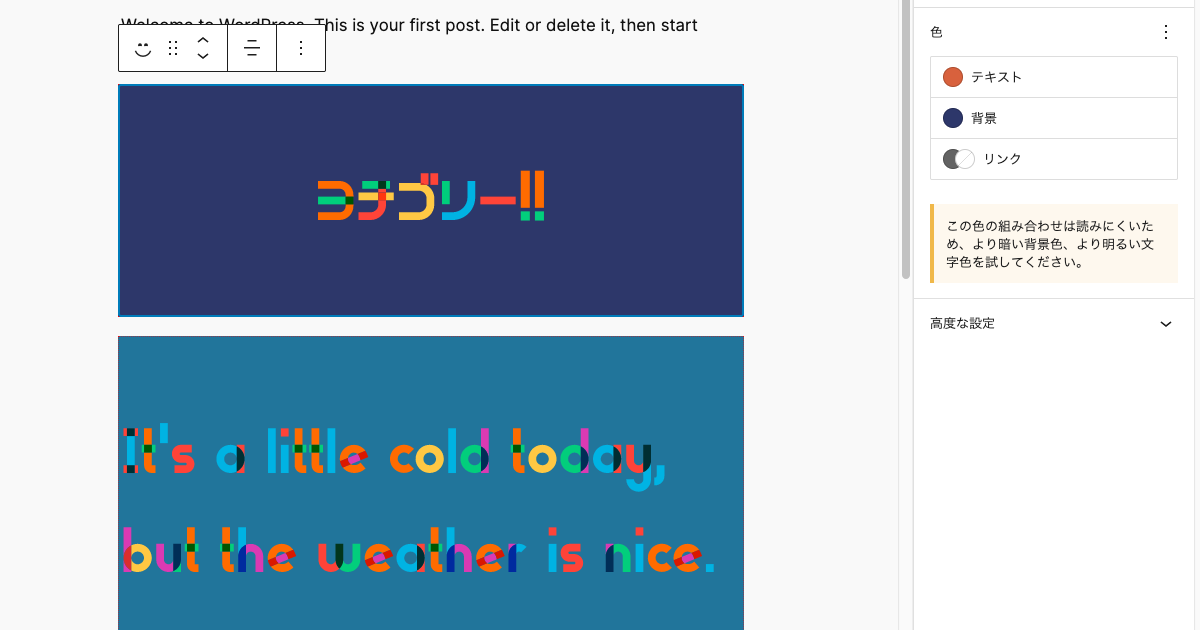 Welcome to WordPress. This is your first post. Edit or delete it, then start
ヨテゴリー!!
It's a little cold today,
but the weather is nice.
色
テキスト
背景
リンク
この色の組み合わせは読みにくいた
め、より暗い背景色、より明るい文
字色を試してください。
高度な設定